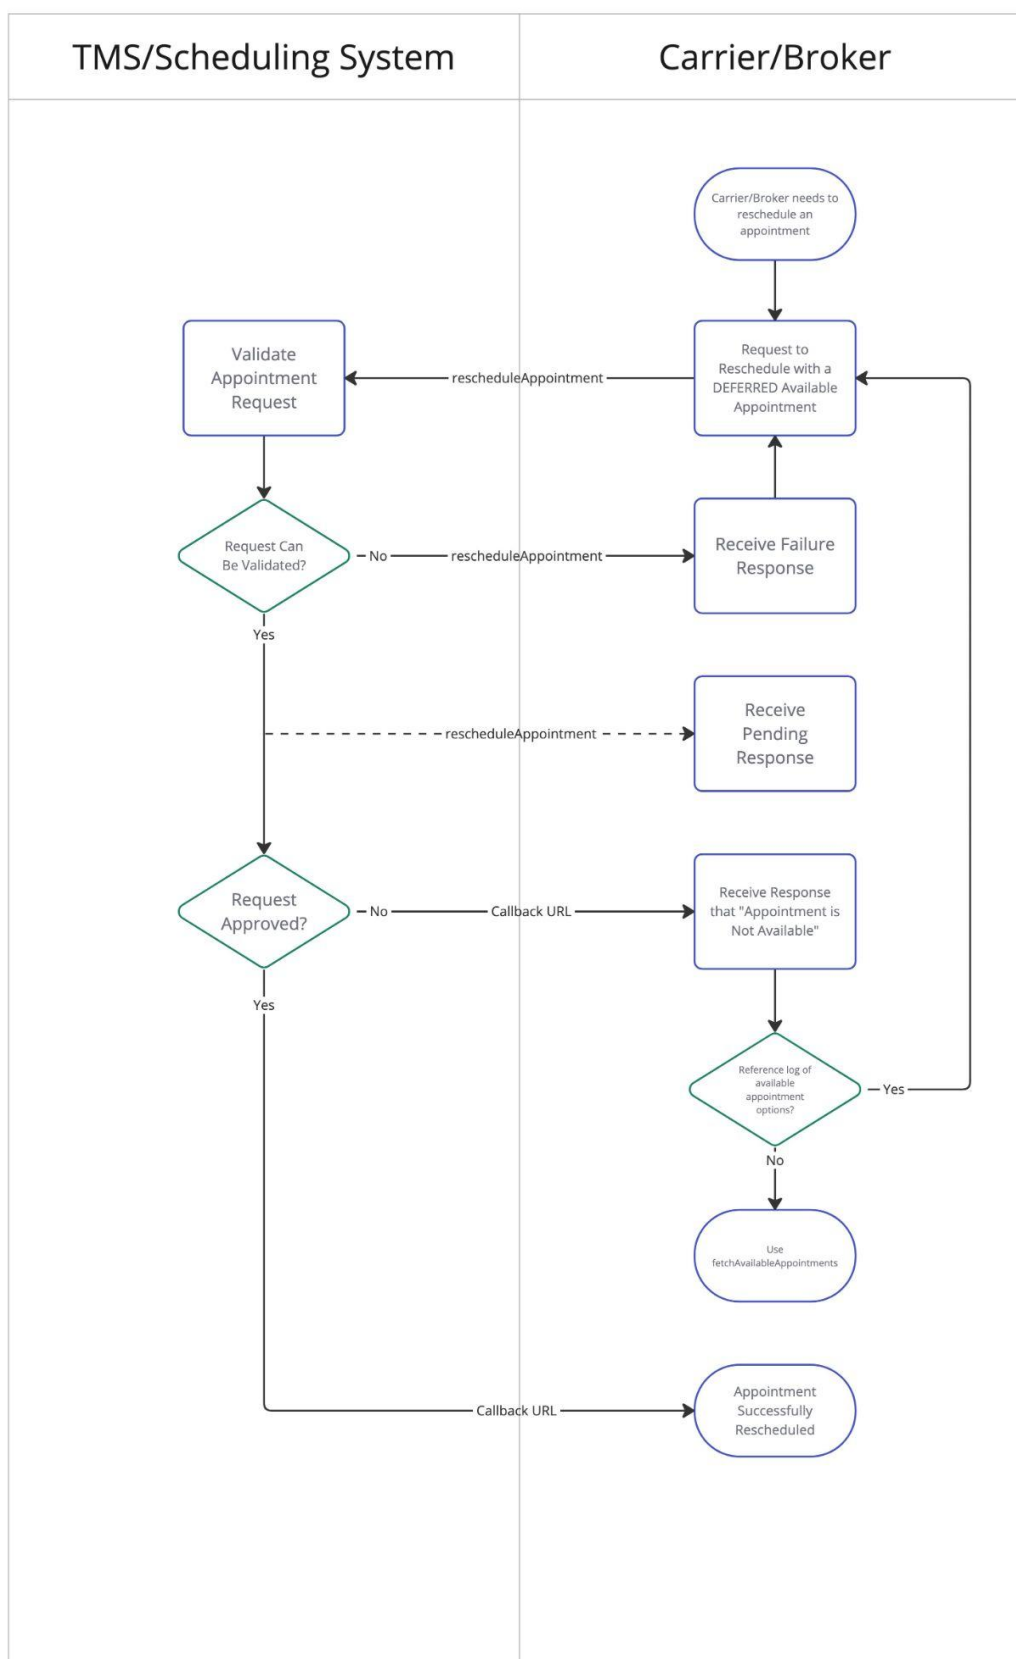 TMS/Scheduling System
Carrier/Broker
Carrier/Broker needs to
reschedule an
appointment
Validate
Appointment
Request
rescheduleAppointment
Request to
Reschedule with a
DEFERRED Available
Appointment
Request Can
Be Validated?
No
rescheduleAppointment
Receive Failure
Response
Yes
rescheduleAppointment
Receive
Pending
Response
Request
Approved?
No
Callback URL
Receive Response
that "Appointment is
Not Available"
Yes
Reference log of
available
appointment
options?
Yes
No
Use
fetchAvailableAppointments
Callback URL
Appointment
Successfully
Rescheduled